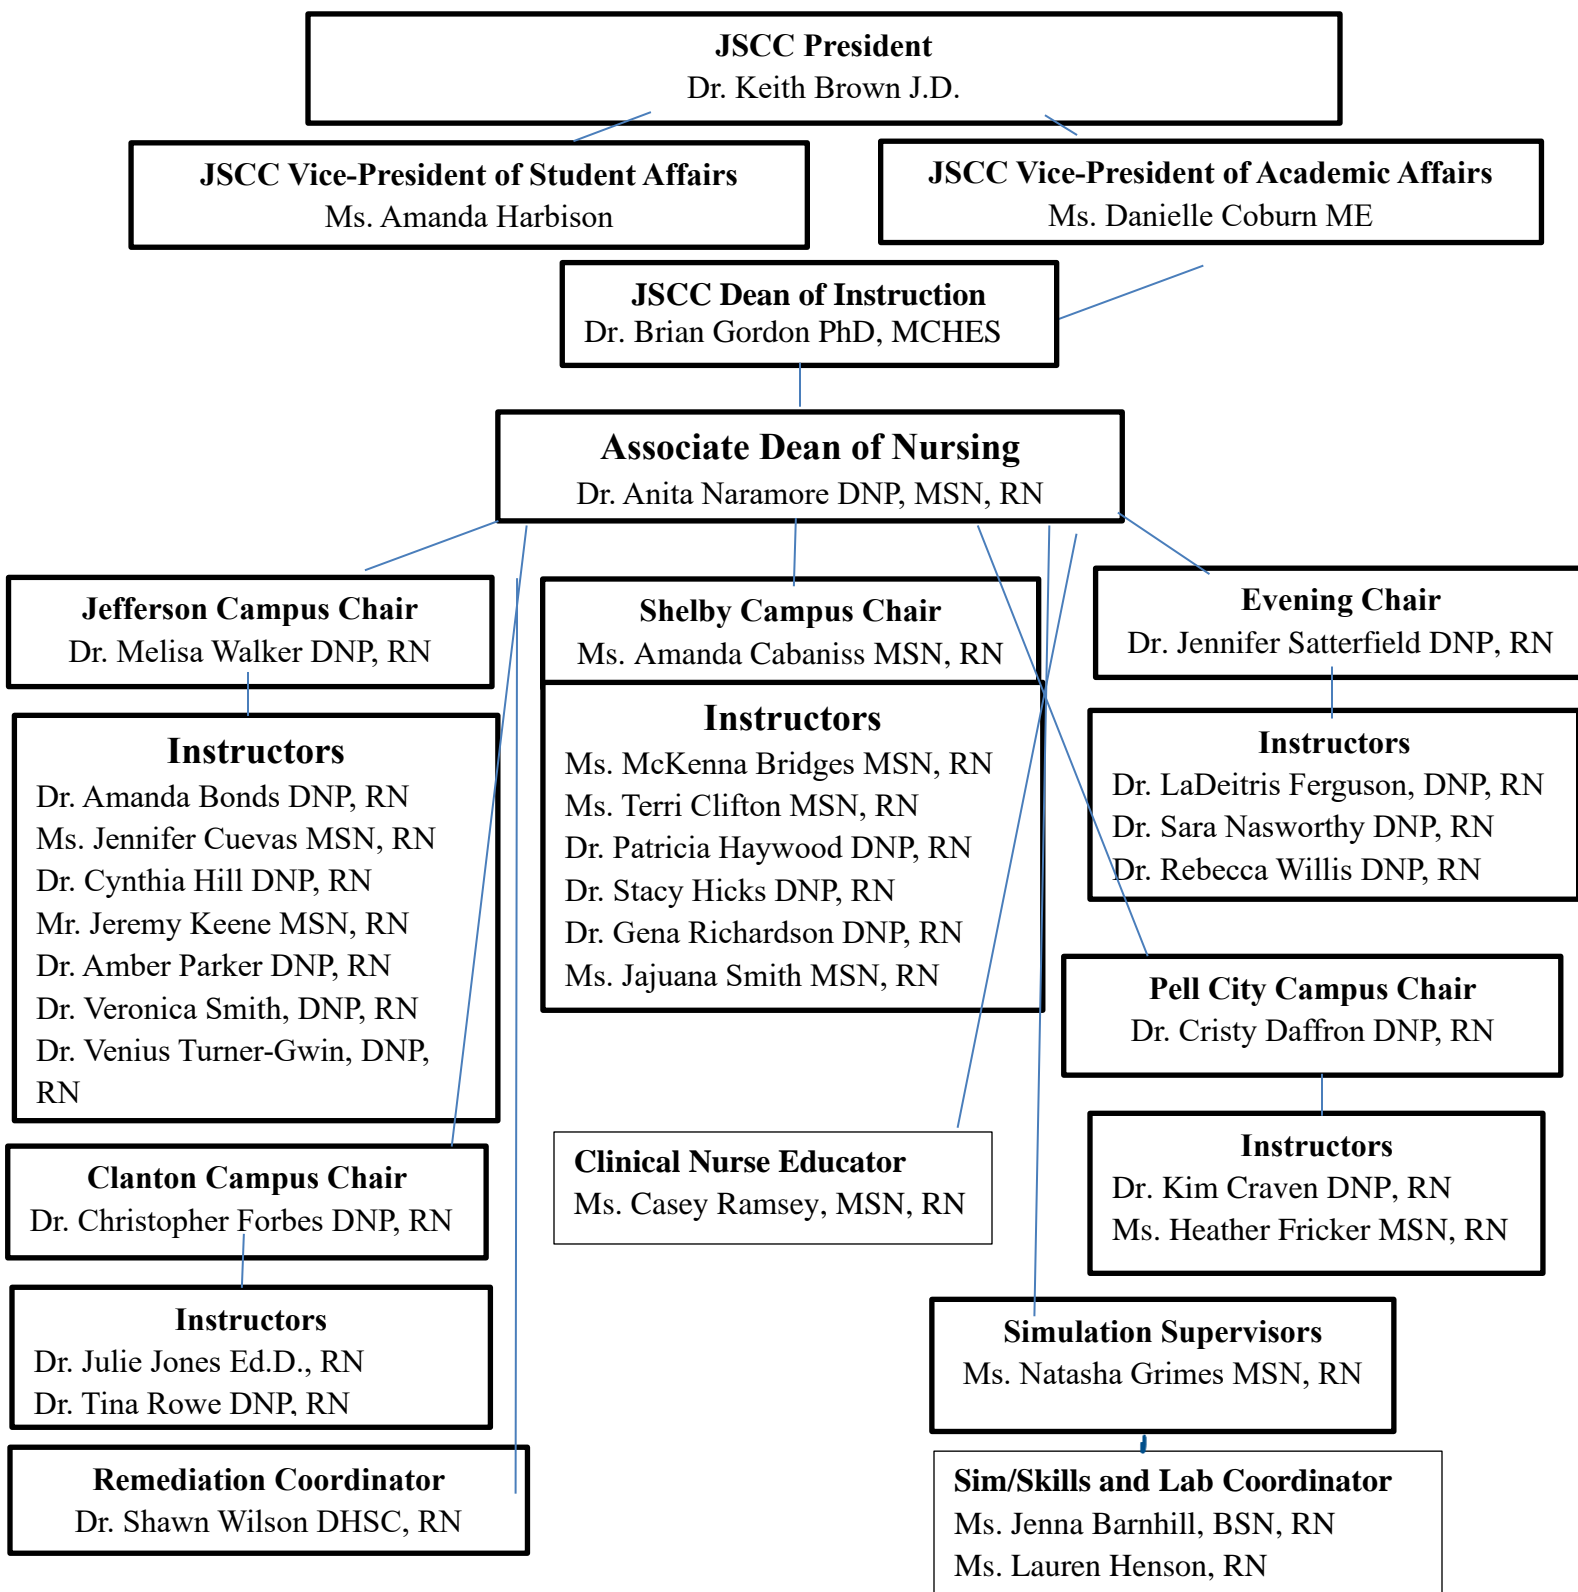 JSCC President
Dr. Keith Brown J.D.
JSCC Vice-President of Student Affairs
Ms. Amanda Harbison
JSCC Vice-President of Academic Affairs
Ms. Danielle Coburn ME
JSCC Dean of Instruction
Dr. Brian Gordon PhD, MCHES
Associate Dean of Nursing
Dr. Anita Naramore DNP, MSN, RN
Jefferson Campus Chair
Dr. Melisa Walker DNP, RN
Instructors
Dr. Amanda Bonds DNP, RN
Ms. Jennifer Cuevas MSN, RN
Dr. Cynthia Hill DNP, RN
Mr. Jeremy Keene MSN, RN
Dr. Amber Parker DNP, RN
Dr. Veronica Smith, DNP, RN
Dr. Venius Turner-Gwin, DNP,
RN
Shelby Campus Chair
Ms. Amanda Cabaniss MSN, RN
Instructors
Ms. McKenna Bridges MSN, RN
Ms. Terri Clifton MSN, RN
Dr. Patricia Haywood DNP, RN
Dr. Stacy Hicks DNP, RN
Dr. Gena Richardson DNP, RN
Ms. Jajuana Smith MSN, RN
Evening Chair
Dr. Jennifer Satterfield DNP, RN
Instructors
Dr. LaDeitris Ferguson, DNP, RN
Dr. Sara Nasworthy DNP, RN
Dr. Rebecca Willis DNP, RN
Pell City Campus Chair
Dr. Cristy Daffron DNP, RN
Instructors
Dr. Kim Craven DNP, RN
Ms. Heather Fricker MSN, RN
Clanton Campus Chair
Dr. Christopher Forbes DNP, RN
Instructors
Dr. Julie Jones Ed.D., RN
Dr. Tina Rowe DNP, RN
Clinical Nurse Educator
Ms. Casey Ramsey, MSN, RN
Simulation Supervisors
Ms. Natasha Grimes MSN, RN
Remediation Coordinator
Dr. Shawn Wilson DHSC, RN
Sim/Skills and Lab Coordinator
Ms. Jenna Barnhill, BSN, RN
Ms. Lauren Henson, RN